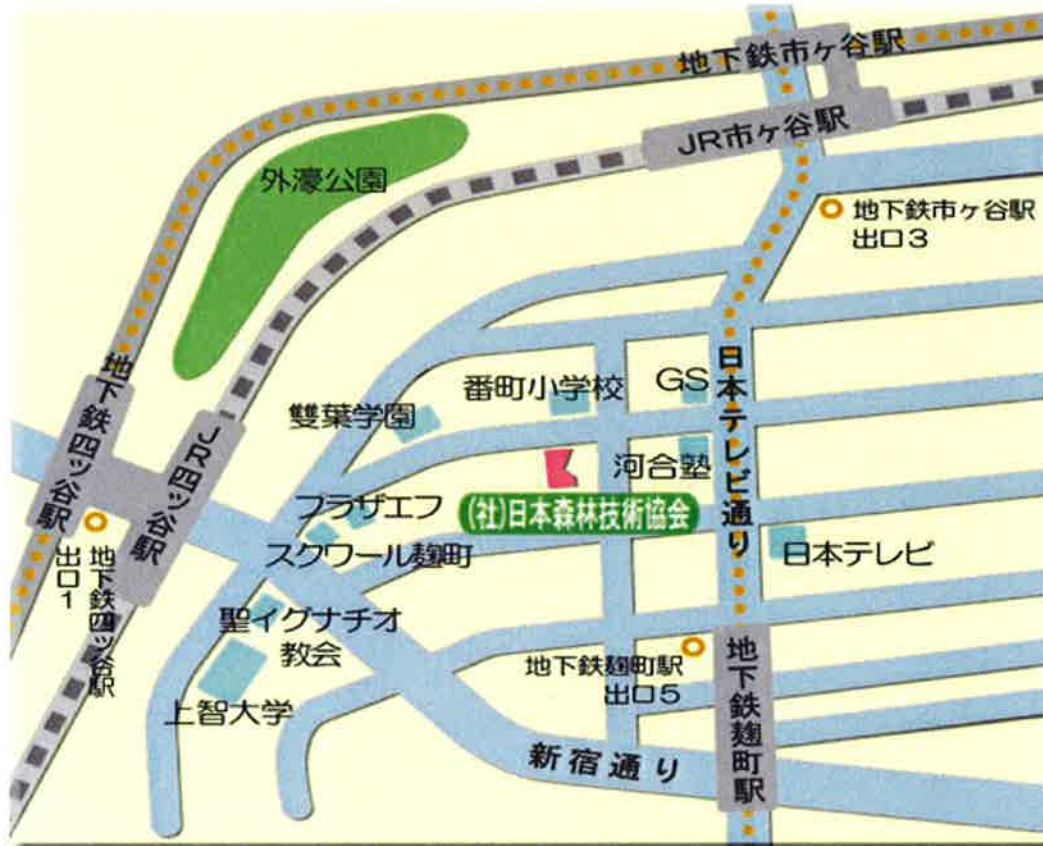 地下鉄市ヶ谷駅
JR市ヶ谷駅
外濠公園
地下鉄市ヶ谷駅
出口3
地下鉄四ッ谷駅
JR四ッ谷駅
日本テレビ通り
番町小学校
GS
雙葉学園
河合塾
プラザエフ
(社)日本森林技術協会
スクワール麹町
日本テレビ
地下鉄四ッ谷駅
出口1
聖イグナチオ
教会
地下鉄麹町駅
出口5
地下鉄麹町駅
上智大学
新宿通り